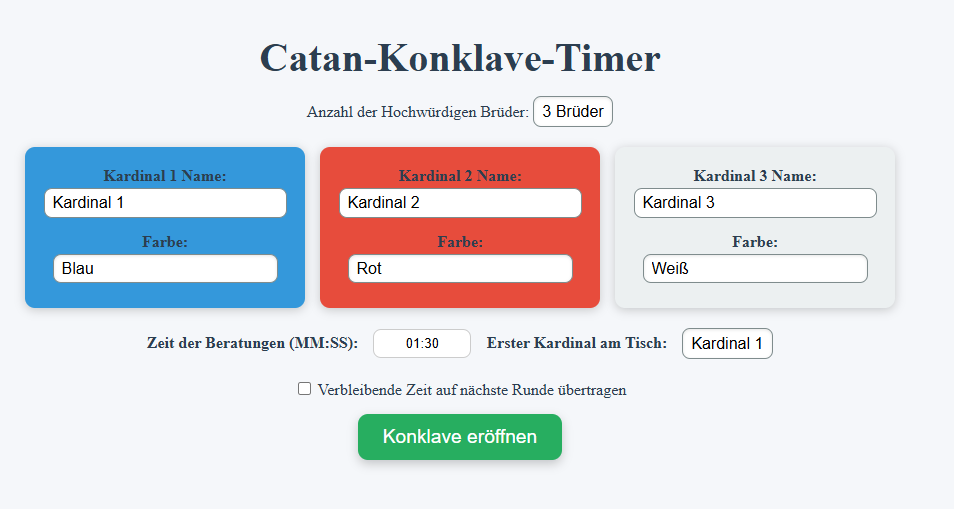 Catan-Konklave-Timer
Anzahl der Hochwürdigen Brüder: 3 Brüder
Kardinal 1 Name:
Kardinal 1
Farbe:
Blau
Kardinal 2 Name:
Kardinal 2
Farbe:
Rot
Kardinal 3 Name:
Kardinal 3
Farbe:
Weiß
Zeit der Beratungen (MM:SS): 01:30 Erster Kardinal am Tisch: Kardinal 1
Verbleibende Zeit auf nächste Runde übertragen
Konklave eröffnen